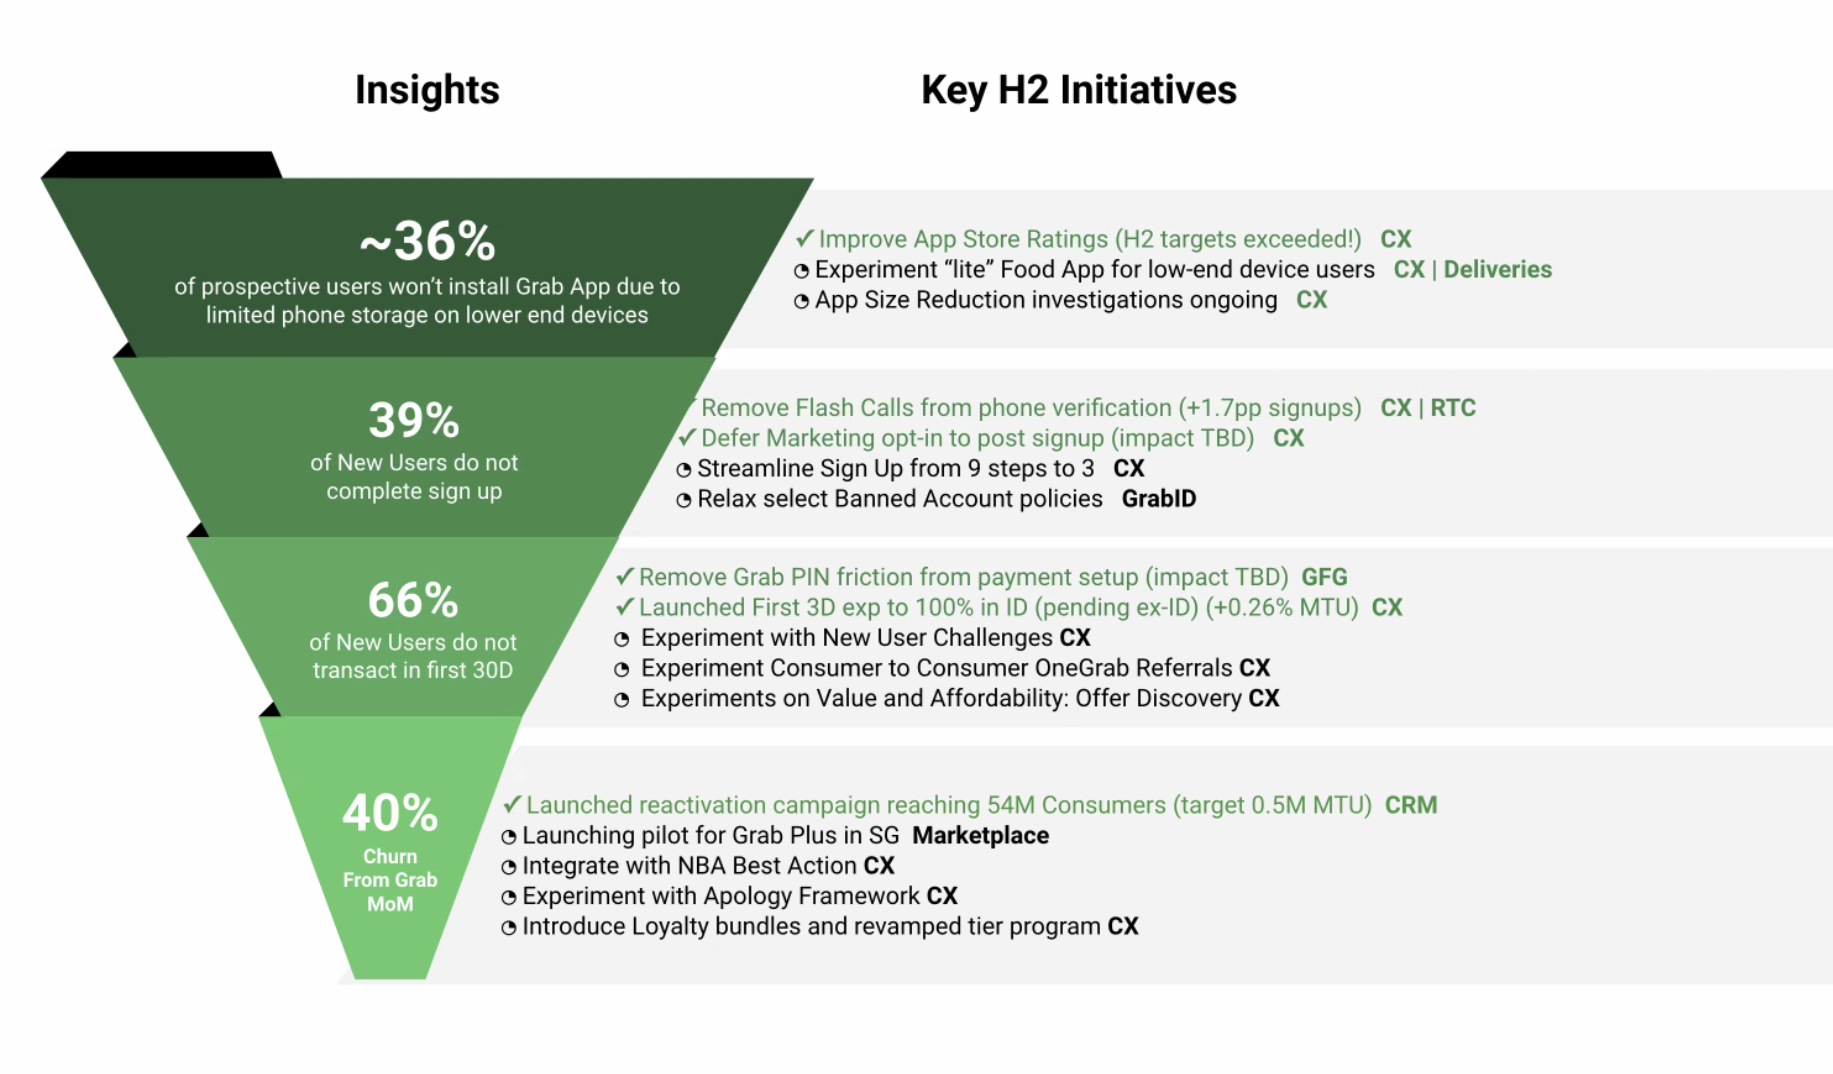 Insights
Key H2 Initiatives
~36%
of prospective users won’t install Grab App due to
limited phone storage on lower end devices
✓ Improve App Store Ratings (H2 targets exceeded!) CX
◔ Experiment “lite” Food App for low-end device users CX | Deliveries
◔ App Size Reduction investigations ongoing CX
39%
of New Users do not
complete sign up
✓ Remove Flash Calls from phone verification (+1.7pp signups) CX | RTC
✓ Defer Marketing opt-in to post signup (impact TBD) CX
◔ Streamline Sign Up from 9 steps to 3 CX
◔ Relax select Banned Account policies GrabID
66%
of New Users do not
transact in first 30D
✓ Remove Grab PIN friction from payment setup (impact TBD) GFG
✓ Launched First 3D exp to 100% in ID (pending ex-ID) (+0.26% MTU) CX
◔ Experiment with New User Challenges CX
◔ Experiment Consumer to Consumer OneGrab Referrals CX
◔ Experiments on Value and Affordability: Offer Discovery CX
40%
Churn
From Grab
MoM
✓ Launched reactivation campaign reaching 54M Consumers (target 0.5M MTU) CRM
◔ Launching pilot for Grab Plus in SG Marketplace
◔ Integrate with NBA Best Action CX
◔ Experiment with Apology Framework CX
◔ Introduce Loyalty bundles and revamped tier program CX